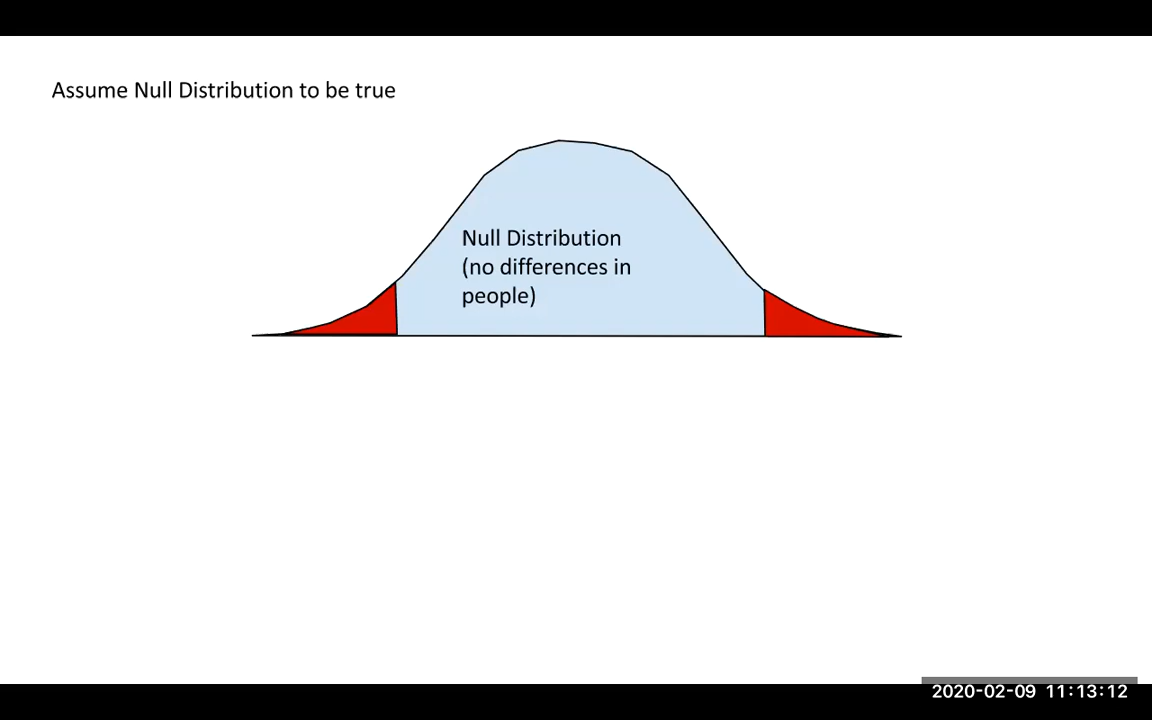 Assume Null Distribution to be true
Null Distribution
(no differences in
people)
2020-02-09 11:13:12